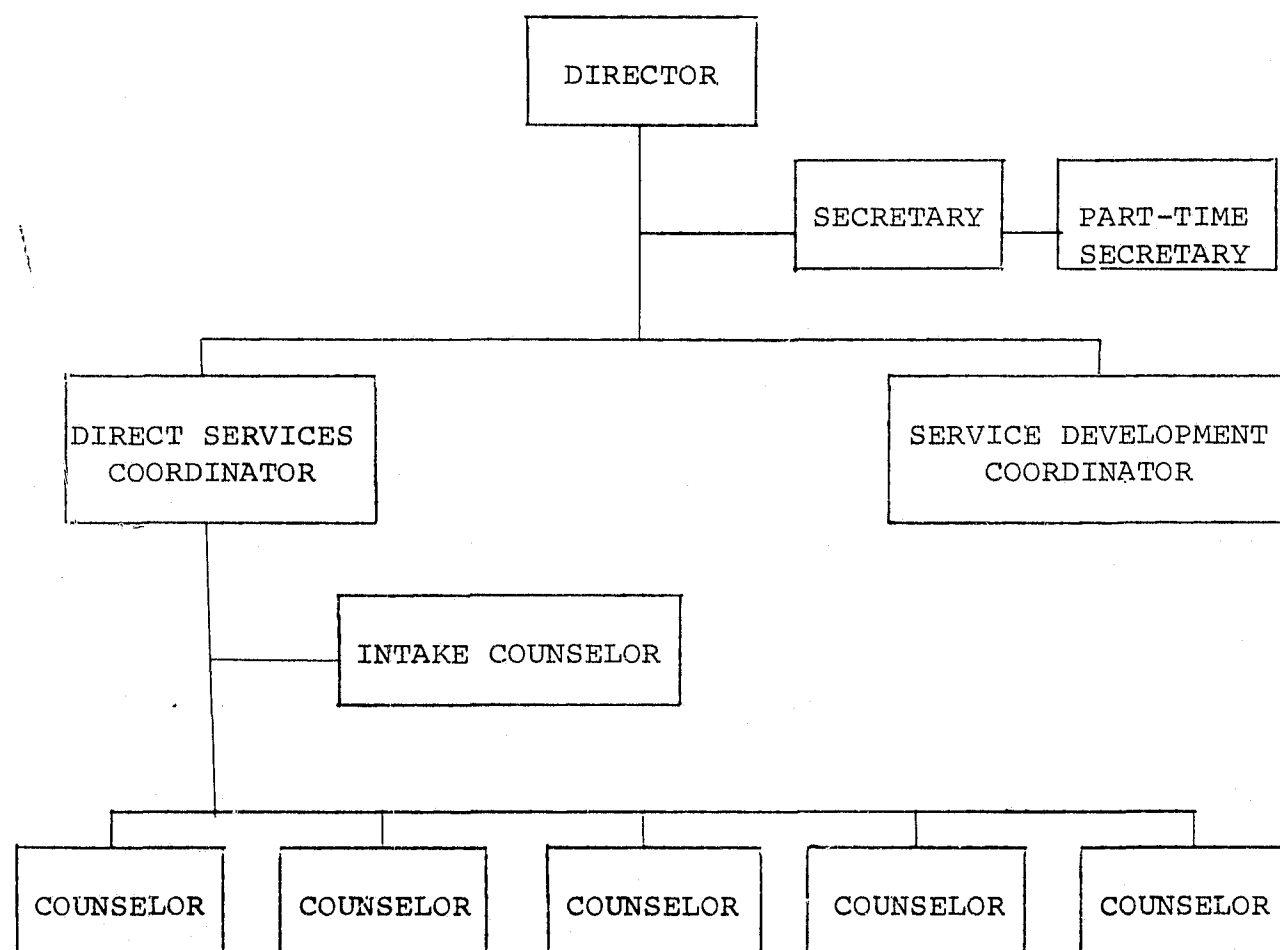 DIRECTOR
SECRETARY
PART-TIME
SECRETARY
DIRECT SERVICES
COORDINATOR
SERVICE DEVELOPMENT
COORDINATOR
INTAKE COUNSELOR
COUNSELOR
COUNSELOR
COUNSELOR
COUNSELOR
COUNSELOR